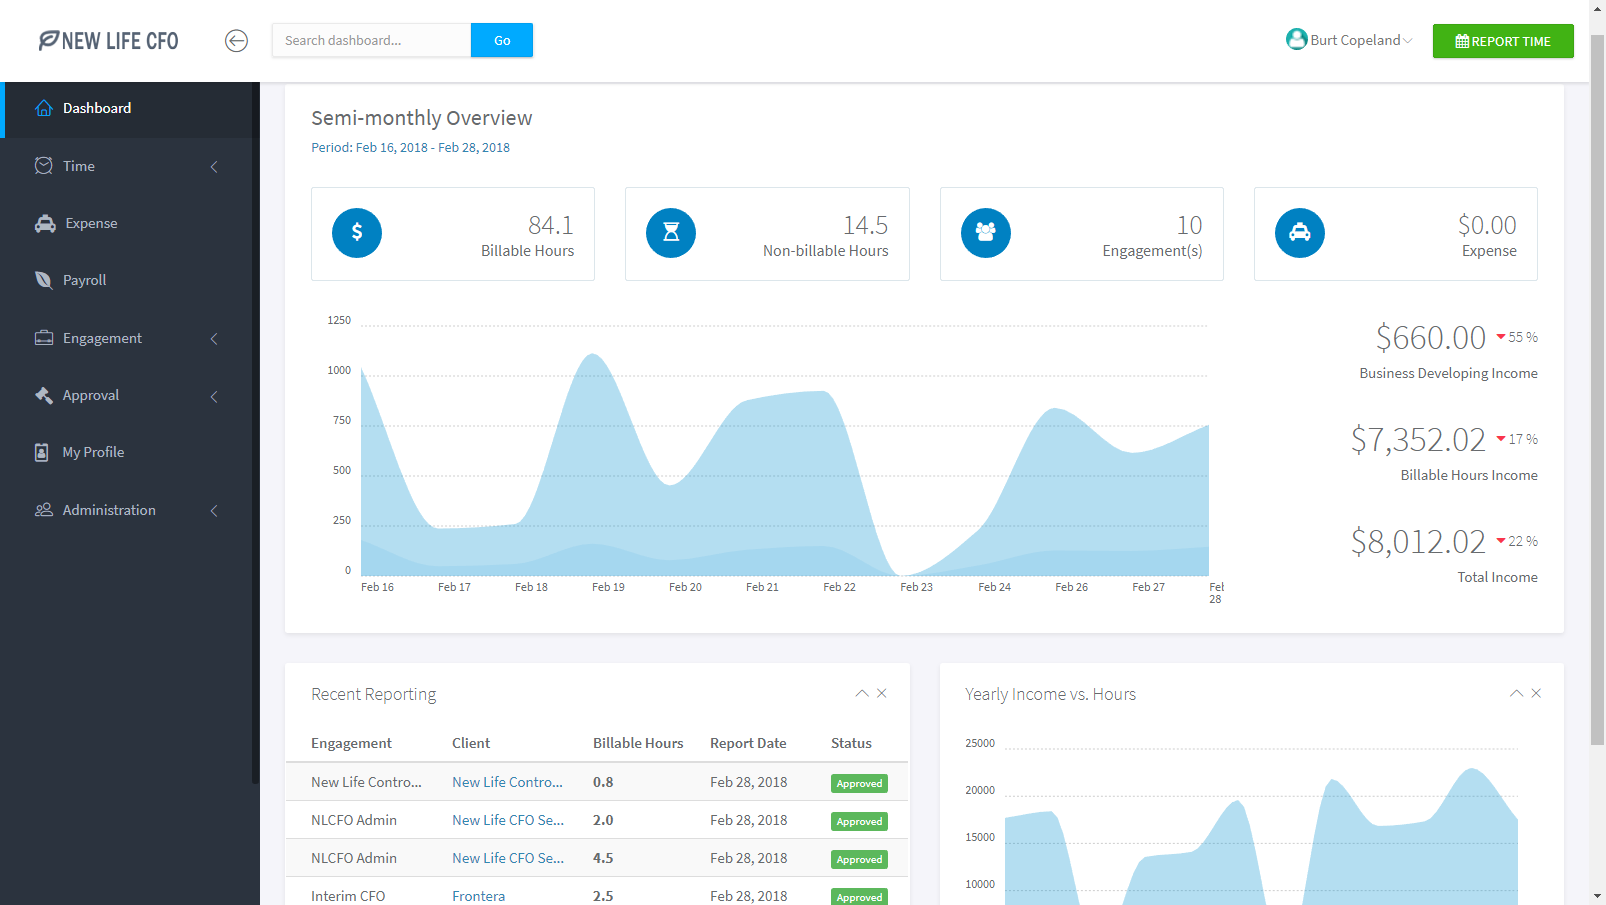 NEW LIFE CFO
Search dashboard...
Go
Burt Copeland
REPORT TIME
Dashboard
Time
Expense
Payroll
Engagement
Approval
My Profile
Administration
Semi-monthly Overview
Period: Feb 16, 2018 - Feb 28, 2018
84.1
Billable Hours
14.5
Non-billable Hours
10
Engagement(s)
$0.00
Expense
1250
1000
750
500
250
0
Feb 16 Feb 17 Feb 18 Feb 19 Feb 20 Feb 21 Feb 22 Feb 23 Feb 24 Feb 26 Feb 27 Feb
28
$660.00 55 %
Business Developing Income
$7,352.02 17 %
Billable Hours Income
$8,012.02 22 %
Total Income
Recent Reporting
Engagement Client Billable Hours Report Date Status
New Life Contro... New Life Contro... 0.8 Feb 28, 2018 Approved
NLCFO Admin New Life CFO Se... 2.0 Feb 28, 2018 Approved
NLCFO Admin New Life CFO Se... 4.5 Feb 28, 2018 Approved
Interim CFO Frontera 2.5 Feb 28, 2018 Approved
Yearly Income vs. Hours
25000
20000
15000
10000